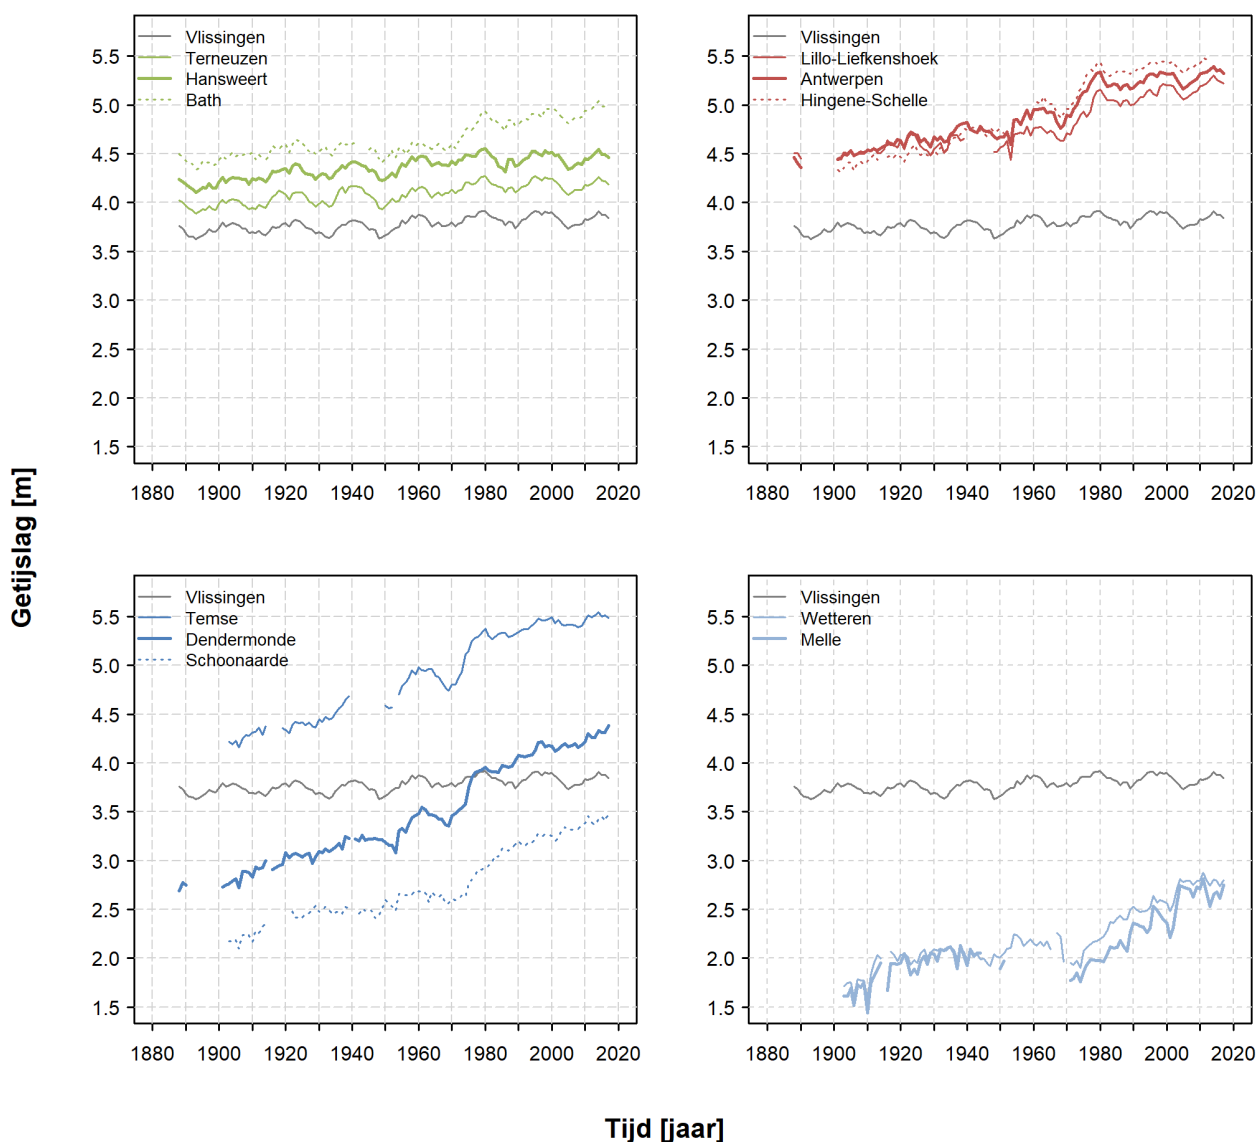 Vlissingen
Terneuzen
Hansweert
Bath
5.5
5.0
4.5
4.0
3.5
3.0
2.5
2.0
1.5
1880 1900 1920 1940 1960 1980 2000 2020
Vlissingen
Lillo-Liefkenshoek
Antwerpen
Hingene-Schelle
5.5
5.0
4.5
4.0
3.5
3.0
2.5
2.0
1.5
1880 1900 1920 1940 1960 1980 2000 2020
Getijslag [m]
Vlissingen
Temse
Dendermonde
Schoonaarde
5.5
5.0
4.5
4.0
3.5
3.0
2.5
2.0
1.5
1880 1900 1920 1940 1960 1980 2000 2020
Vlissingen
Wetteren
Melle
5.5
5.0
4.5
4.0
3.5
3.0
2.5
2.0
1.5
1880 1900 1920 1940 1960 1980 2000 2020
Tijd [jaar]